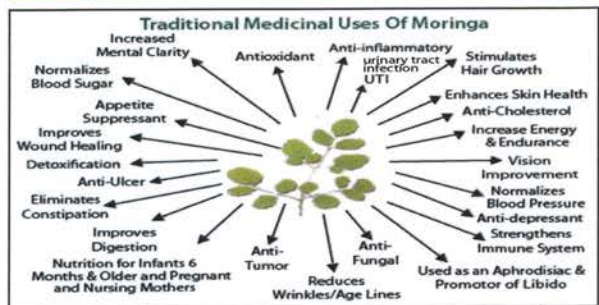 Traditional Medicinal Uses Of Moringa
Increased
Mental Clarity
Antioxidant
Anti-inflammatory
urinary tract
infection
UTI
Stimulates
Hair Growth
Normalizes
Blood Sugar
Enhances Skin Health
Appetite
Suppressant
Anti-Cholesterol
Improves
Wound Healing
Increase Energy
& Endurance
Detoxification
Vision
Improvement
Anti-Ulcer
Normalizes
Blood Pressure
Eliminates
Constipation
Anti-depressant
Improves
Digestion
Strengthens
Immune System
Nutrition for Infants 6
Months & Older and Pregnant
and Nursing Mothers
Anti-
Tumor
Reduces
Wrinkles/Age Lines
Anti-
Fungal
Used as an Aphrodisiac &
Promotor of Libido